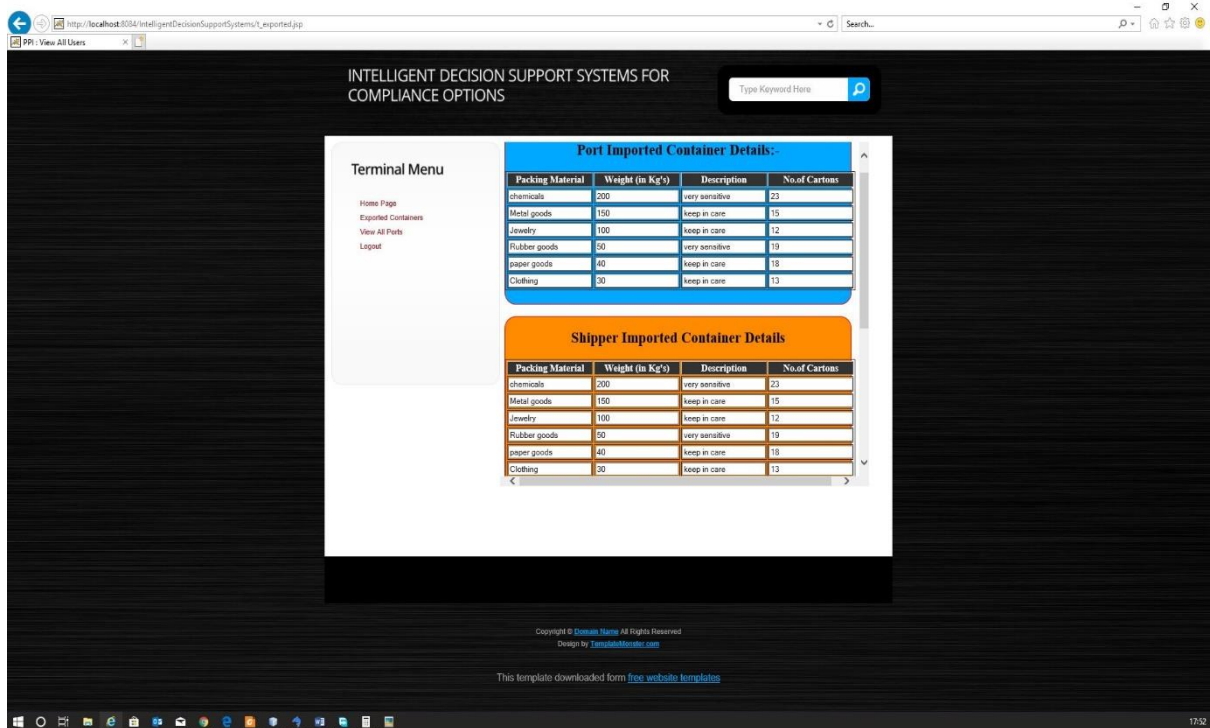 http://localhost:8084/IntelligentDecisionSupportSystems/t_exported.jsp
Search...
PPI : View All Users
INTELLIGENT DECISION SUPPORT SYSTEMS FOR
COMPLIANCE OPTIONS
Type Keyword Here
Terminal Menu
Home Page
Exported Containers
View All Ports
Logout
Port Imported Container Details:-
Packing Material Weight (in Kg's) Description No.of Cartons
chemicals 200 very sensitive 23
Metal goods 150 keep in care 15
Jewelry 100 keep in care 12
Rubber goods 50 very sensitive 19
paper goods 40 keep in care 18
Clothing 30 keep in care 13
Shipper Imported Container Details
Packing Material Weight (in Kg's) Description No.of Cartons
chemicals 200 very sensitive 23
Metal goods 150 keep in care 15
Jewelry 100 keep in care 12
Rubber goods 50 very sensitive 19
paper goods 40 keep in care 18
Clothing 30 keep in care 13
Copyright © Domain Name All Rights Reserved
Design by TemplateMonster.com
This template downloaded form free website templates
17:52